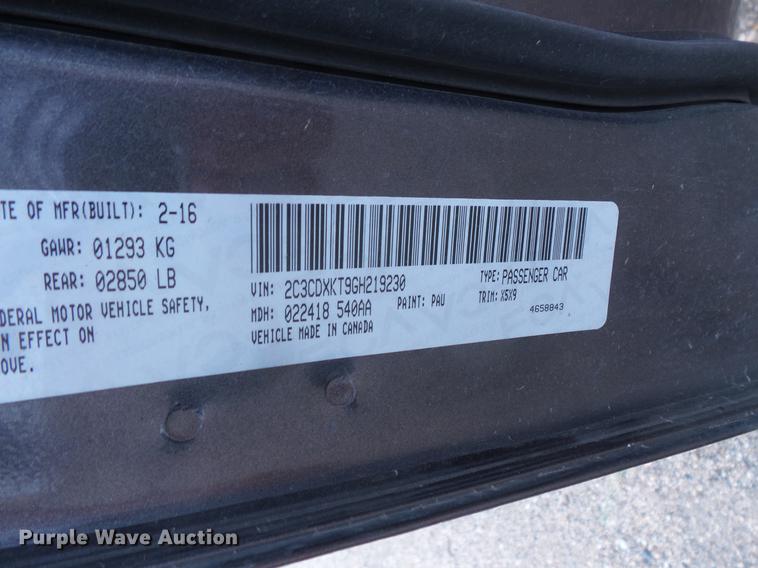 TE OF MFR(BUILT): 2-16
GAWR: 01293 KG
REAR: 02850 LB
DERAL MOTOR VEHICLE SAFETY,
N EFFECT ON
OVE.
VIN: 2C3CDXKT9GH219230
TYPE: PASSENGER CAR
MDH: 022418 540AA
PAINT: PAU
TRIM: X5X9
VEHICLE MADE IN CANADA
4658843
Purple Wave Auction